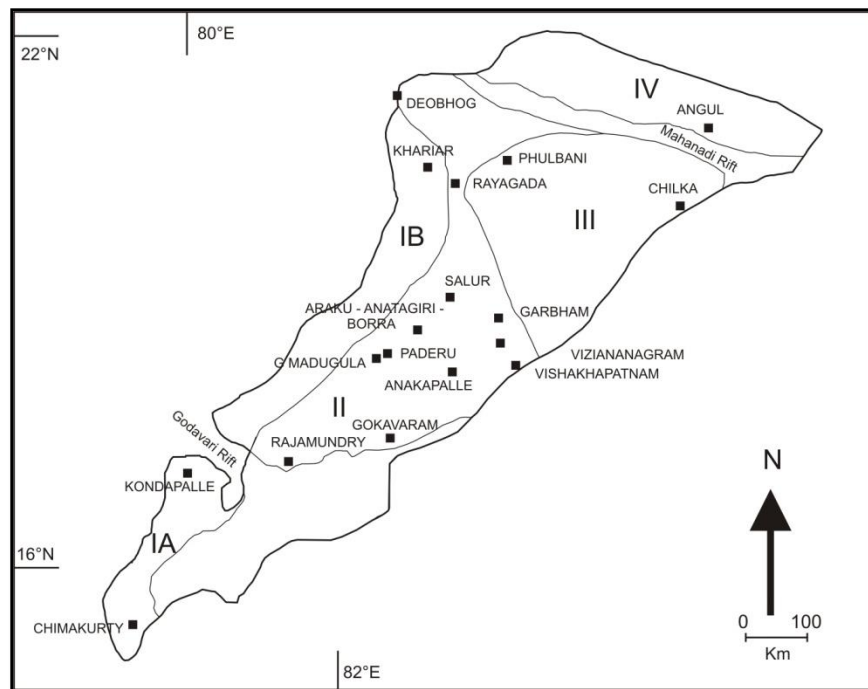 80°E
22°N
IV
DEOBHOG
ANGUL
Mahanadi Rift
KHARIAR
PHULBANI
RAYAGADA
CHILKA
IB
III
SALUR
ARAKU - ANATAGIRI -
BORRA
GARBHAM
G MADUGULA
PADERU
VIZIANANAGRAM
VISHAKHAPATNAM
ANAKAPALLE
II
GOKAVARAM
Godavari Rift
RAJAMUNDRY
N
KONDAPALLE
IA
16°N
CHIMAKURTY
0 100
Km
82°E